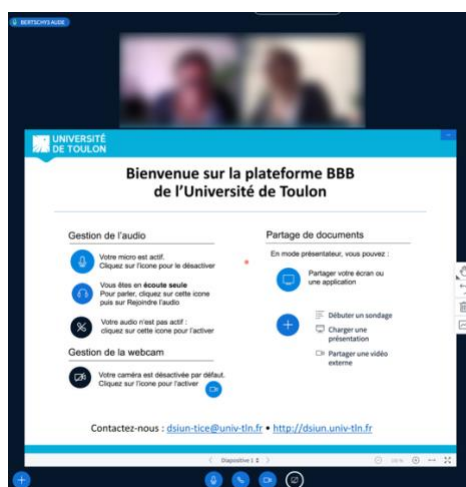 BERTSCHYS AUDE
UNIVERSITÉ
DE TOULON
Bienvenue sur la plateforme BBB
de l'Université de Toulon
Gestion de l'audio
Votre micro est actif.
Cliquez sur l'icone pour le désactiver
Vous êtes en écoute seule
Pour parler, cliquez sur cette icone
puis sur Rejoindre l'audio
Votre audio n'est pas actif :
cliquez sur cette icone pour l'activer
Gestion de la webcam
Votre caméra est désactivée par défaut.
Cliquez sur l'icone pour l'activer
Partage de documents
En mode présentateur, vous pouvez :
Partager votre écran ou
une application
Débuter un sondage
Charger une
présentation
Partager une vidéo
externe
Contactez-nous : dsiun-tice@univ-tln.fr • http://dsiun.univ-tln.fr
Diapositive 1